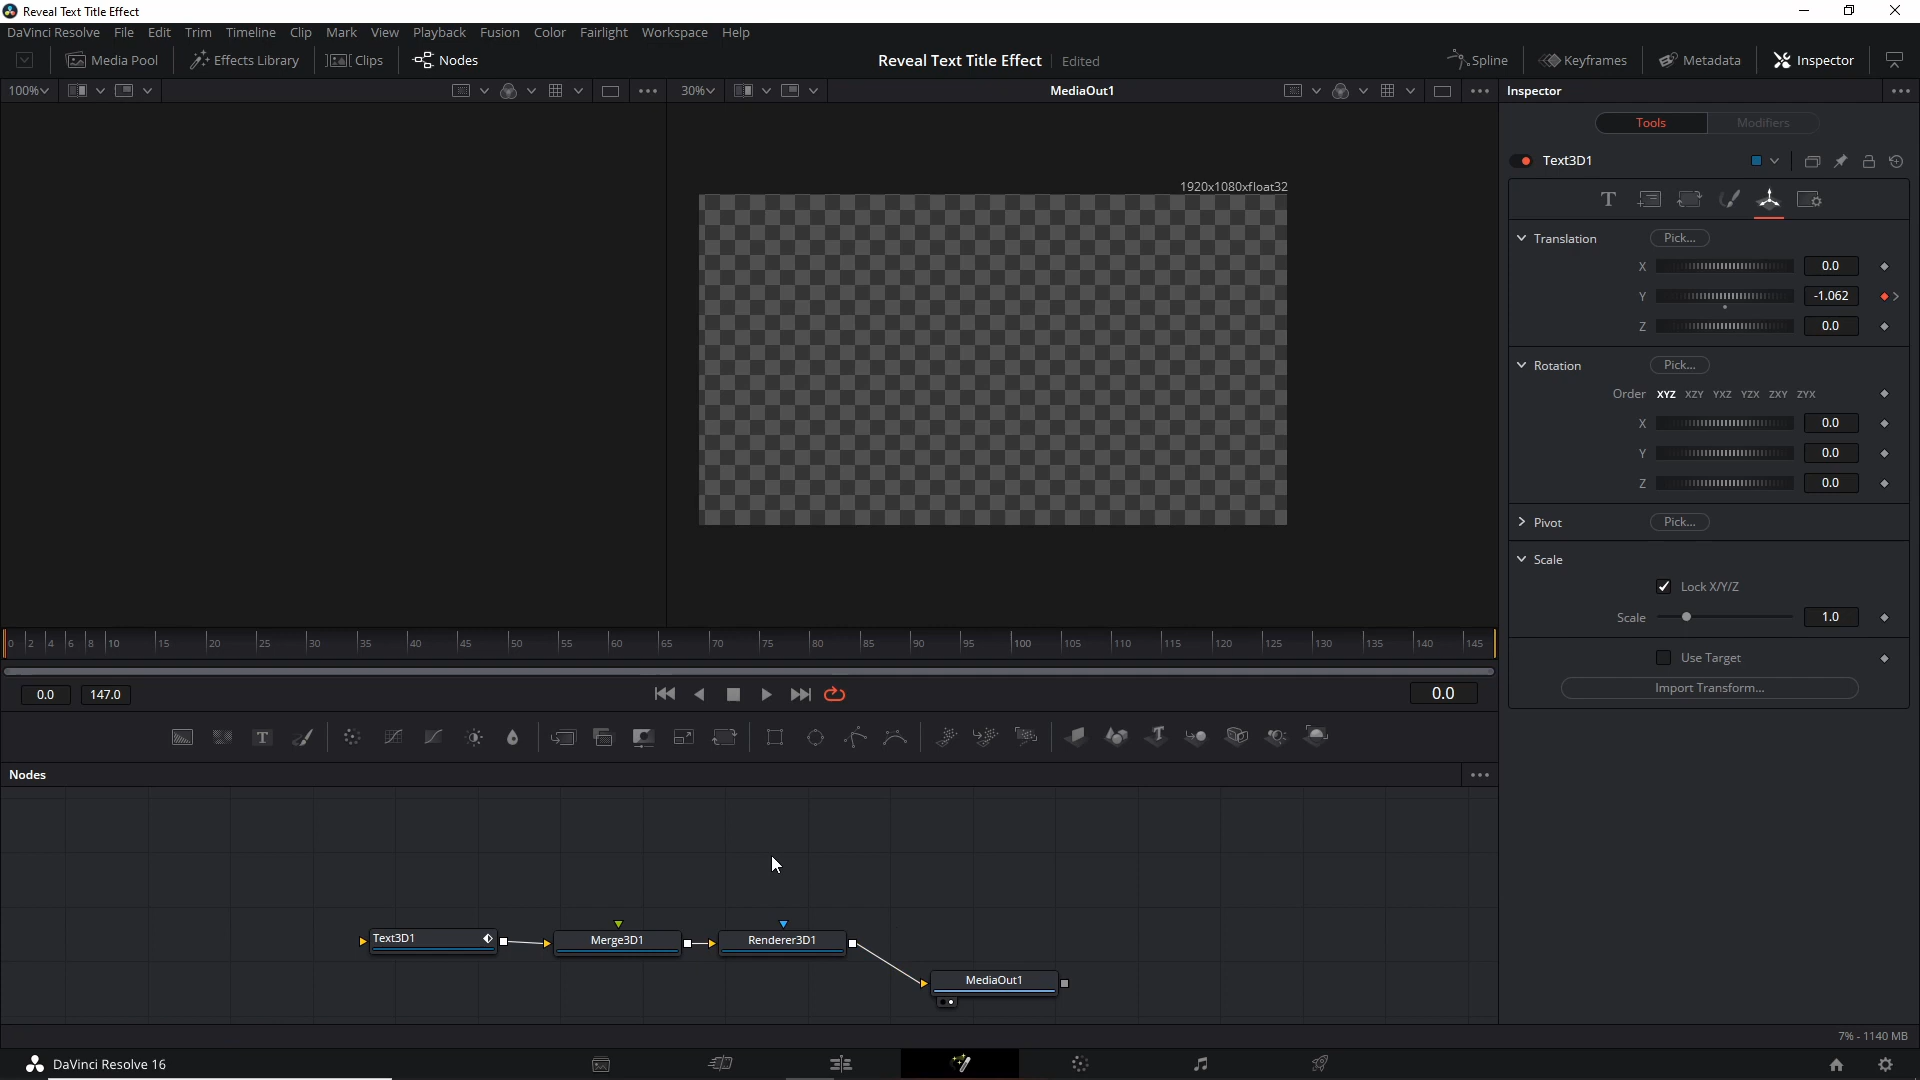 Reveal Text Title Effect
DaVinci Resolve File Edit Trim Timeline Clip Mark View Playback Fusion Color Fairlight Workspace Help
Media Pool Effects Library Clips Nodes Reveal Text Title Effect Edited Spline Keyframes Metadata Inspector
100% 30% MediaOut1 Inspector
Tools Modifiers
Text3D1
1920x1080xfloat32
Translation Pick...
X 0.0
Y -1.062
Z 0.0
Rotation Pick...
Order XYZ XZY YXZ YZX ZXY ZYX
X 0.0
Y 0.0
Z 0.0
Pivot Pick...
Scale
Lock X/Y/Z
Scale 1.0
Use Target
Import Transform...
0 2 4 6 8 10 15 20 25 30 35 40 45 50 55 60 65 70 75 80 85 90 95 100 105 110 115 120 125 130 135 140 145
0.0 147.0 0.0
T
Nodes
Text3D1 Merge3D1 Renderer3D1
MediaOut1
7% - 1140 MB
DaVinci Resolve 16